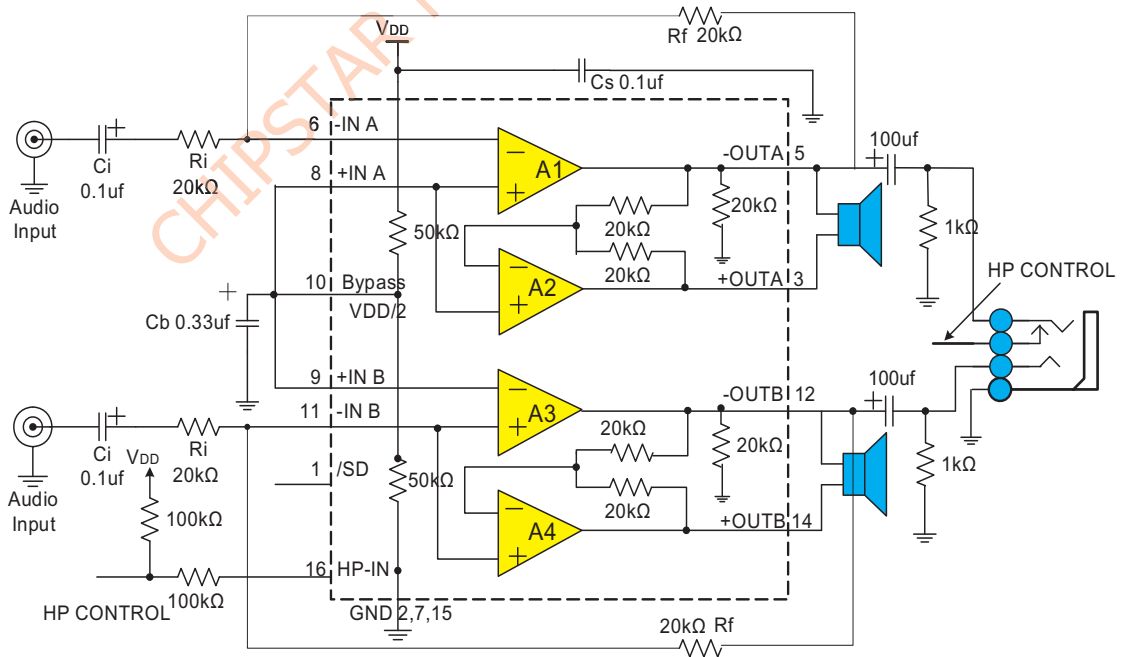 Rf 20kΩ
VDD
Cs 0.1uf
CHIPSTAR
6 -IN A
Ci
0.1uf
Ri
20kΩ
Audio
Input
A1
-OUTA 5
100uf
8 +IN A
50kΩ
20kΩ
20kΩ
20kΩ
1kΩ
A2
+OUTA 3
HP CONTROL
10 Bypass
VDD/2
Cb 0.33uf
9 +IN B
11 -IN B
A3
-OUTB 12
100uf
Ci
0.1uf
Ri
20kΩ
Audio
Input
VDD
100kΩ
1 /SD
50kΩ
20kΩ
20kΩ
20kΩ
1kΩ
A4
+OUTB 14
16 HP-IN
HP CONTROL
100kΩ
GND 2,7,15
20kΩ Rf